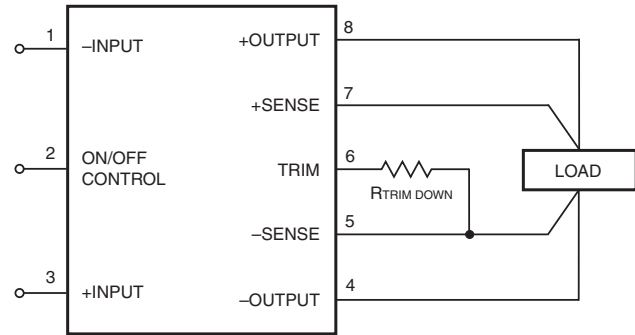 1 –INPUT +OUTPUT 8
+SENSE 7
2 ON/OFF
CONTROL TRIM 6
RTRIM DOWN
LOAD
–SENSE 5
3 +INPUT –OUTPUT 4